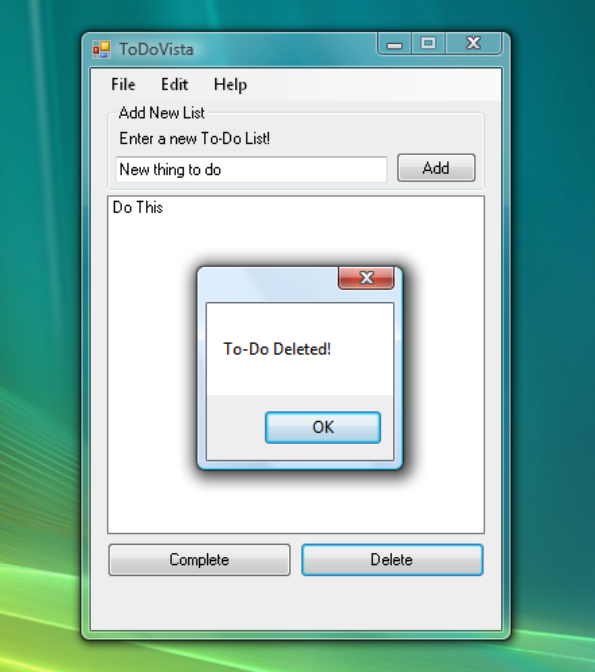 ToDoVista
File Edit Help
Add New List
Enter a new To-Do List!
New thing to do
Add
Do This
To-Do Deleted!
OK
Complete
Delete